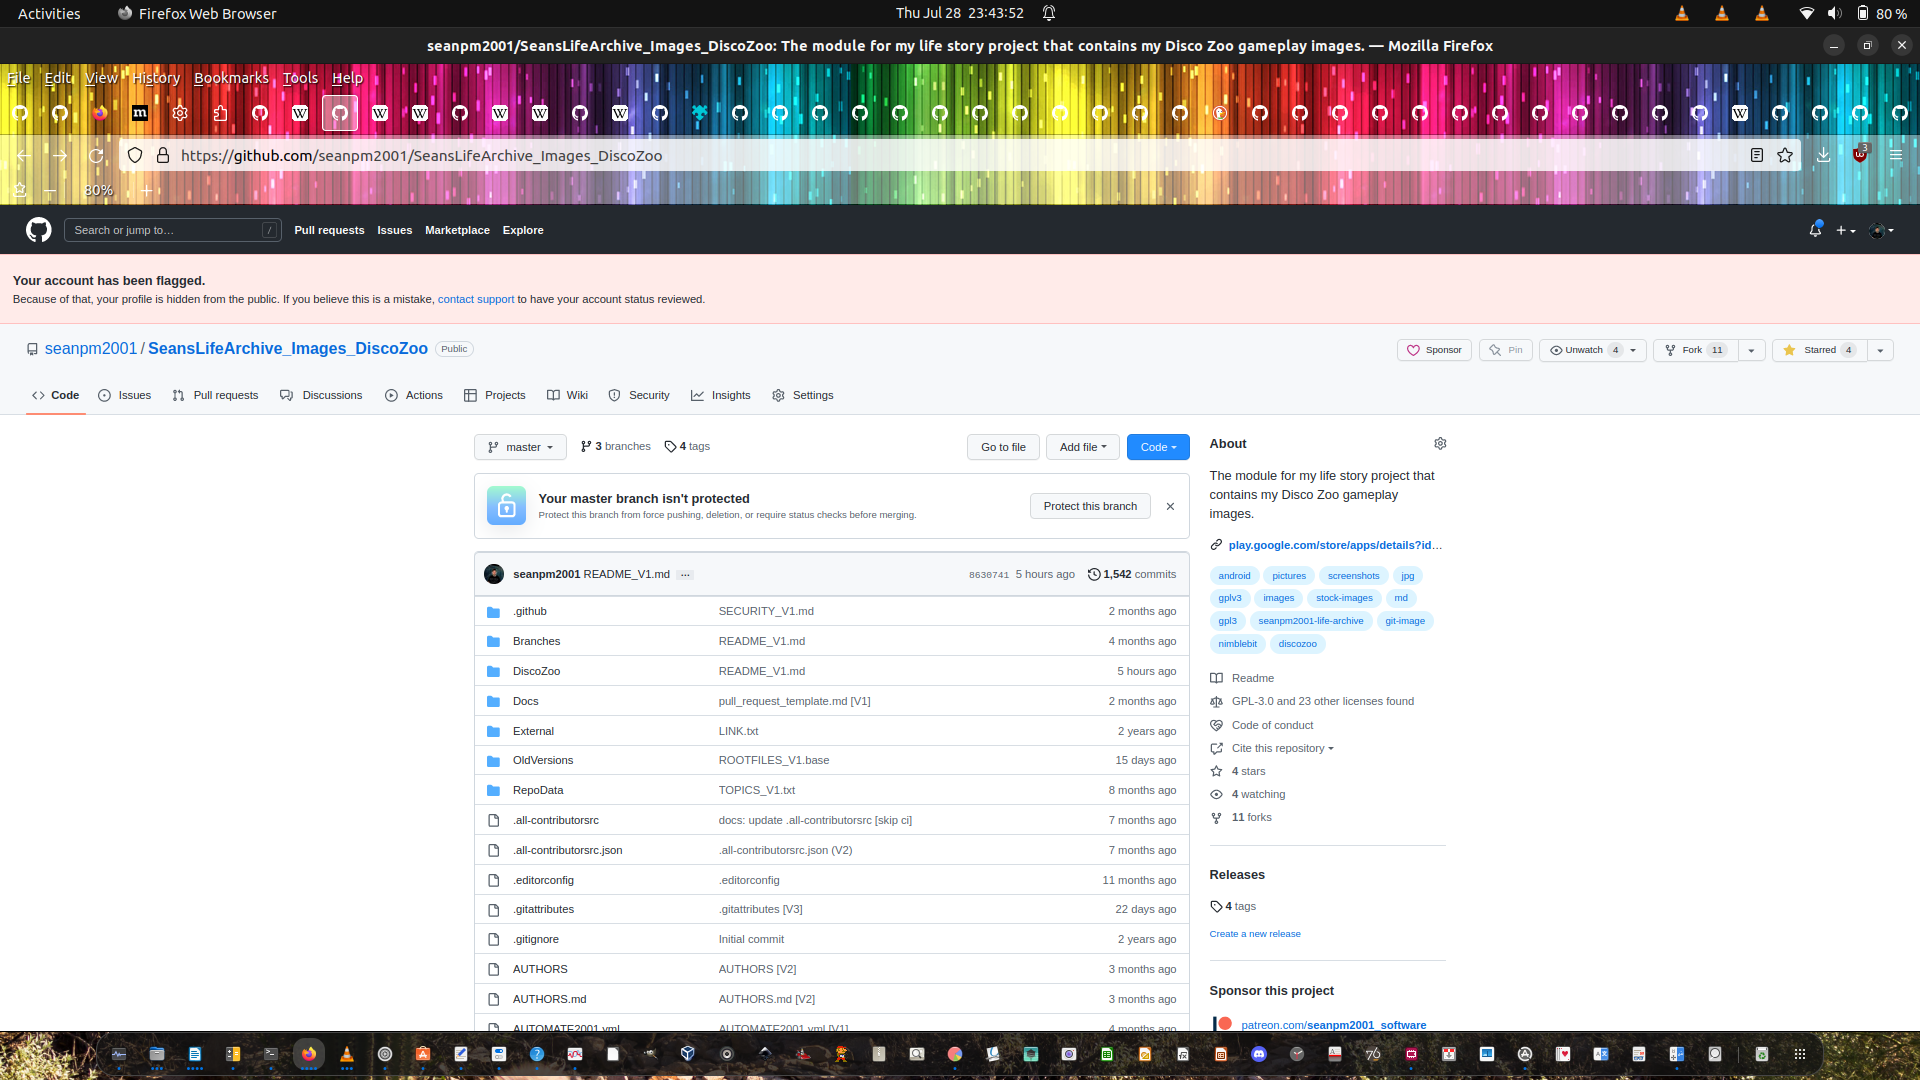 Activities
Firefox Web Browser
Thu Jul 28 23:43:52
80 %
seanpm2001/SeansLifeArchive_Images_DiscoZoo: The module for my life story project that contains my Disco Zoo gameplay images. — Mozilla Firefox
File Edit View History Bookmarks Tools Help
https://github.com/seanpm2001/SeansLifeArchive_Images_DiscoZoo
3
80%
Search or jump to…
/
Pull requests Issues Marketplace Explore
Your account has been flagged.
Because of that, your profile is hidden from the public. If you believe this is a mistake, contact support to have your account status reviewed.
seanpm2001 / SeansLifeArchive_Images_DiscoZoo Public
Sponsor
Pin
Unwatch 4
Fork 11
Starred 4
Code
Issues
Pull requests
Discussions
Actions
Projects
Wiki
Security
Insights
Settings
master
3 branches
4 tags
Go to file
Add file
Code
Your master branch isn't protected
Protect this branch from force pushing, deletion, or require status checks before merging.
Protect this branch
seanpm2001 README_V1.md ...
8630741 5 hours ago
1,542 commits
.github SECURITY_V1.md 2 months ago
Branches README_V1.md 4 months ago
DiscoZoo README_V1.md 5 hours ago
Docs pull_request_template.md [V1] 2 months ago
External LINK.txt 2 years ago
OldVersions ROOTFILES_V1.base 15 days ago
RepoData TOPICS_V1.txt 8 months ago
.all-contributorsrc docs: update .all-contributorsrc [skip ci] 7 months ago
.all-contributorsrc.json .all-contributorsrc.json (V2) 7 months ago
.editorconfig .editorconfig 11 months ago
.gitattributes .gitattributes [V3] 22 days ago
.gitignore Initial commit 2 years ago
AUTHORS AUTHORS [V2] 3 months ago
AUTHORS.md AUTHORS.md [V2] 3 months ago
AUTOMATE2001.yml AUTOMATE2001.yml [V1] 4 months ago
About
The module for my life story project that
contains my Disco Zoo gameplay
images.
play.google.com/store/apps/details?id…
android pictures screenshots jpg
gplv3 images stock-images md
gpl3 seanpm2001-life-archive git-image
nimblebit discozoo
Readme
GPL-3.0 and 23 other licenses found
Code of conduct
Cite this repository
4 stars
4 watching
11 forks
Releases
4 tags
Create a new release
Sponsor this project
patreon.com/seanpm2001_software